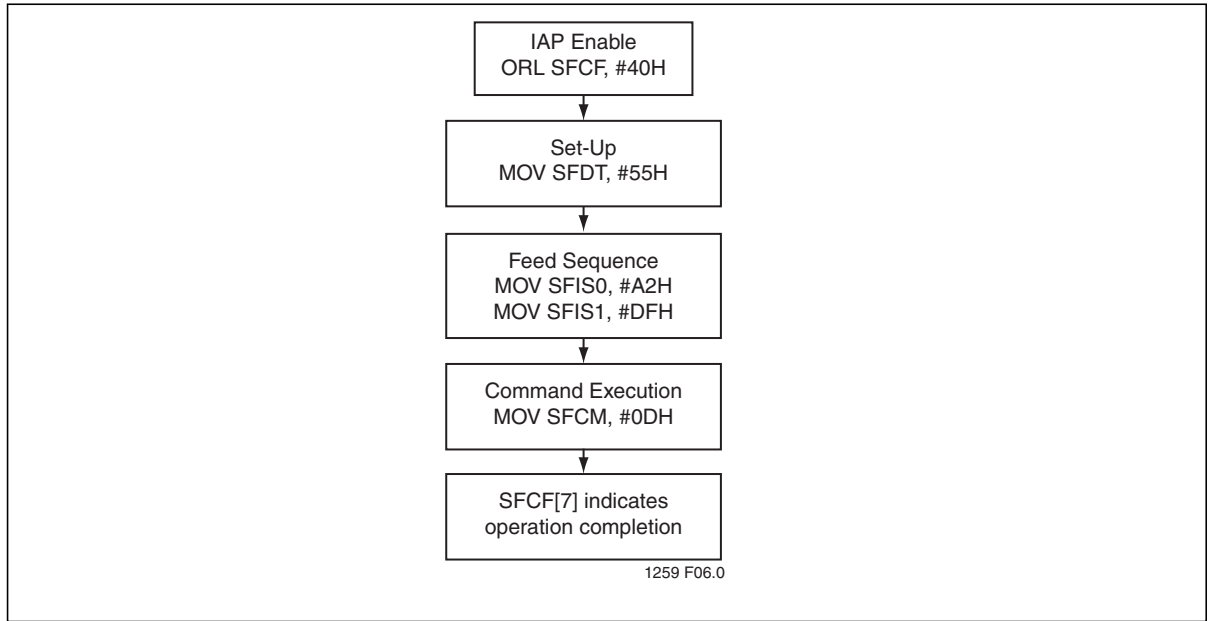 IAP Enable
ORL SFCF, #40H
Set-Up
MOV SFDT, #55H
Feed Sequence
MOV SFIS0, #A2H
MOV SFIS1, #DFH
Command Execution
MOV SFCM, #0DH
SFCF[7] indicates
operation completion
1259 F06.0